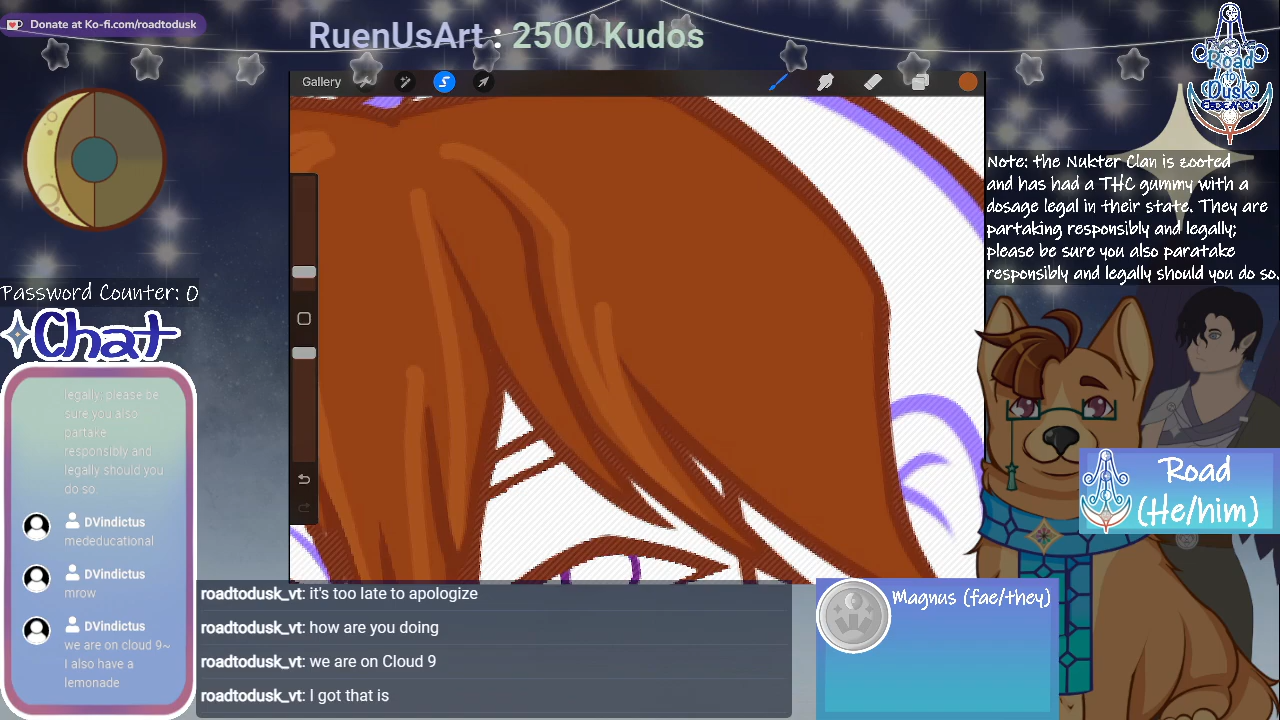 Donate at Ko-fi.com/roadtodusk
RuenUsArt : 2500 Kudos
Road
to
Dusk
Gallery
Note: the Nukter Clan is zooted
and has had a THC gummy with a
dosage legal in their state. They are
partaking responsibly and legally;
please be sure you also paratake
responsibly and legally should you do so.
Password Counter: 0
Chat
legally, please be
sure you also
partake
responsibly and
legally should you
do so.
DVindictus
mededucational
DVindictus
mrow
DVindictus
we are on cloud 9~
I also have a
lemonade
roadtodusk_vt: it's too late to apologize
roadtodusk_vt: how are you doing
roadtodusk_vt: we are on Cloud 9
roadtodusk_vt: I got that is
Road
(He/him)
Magnus (fae/they)